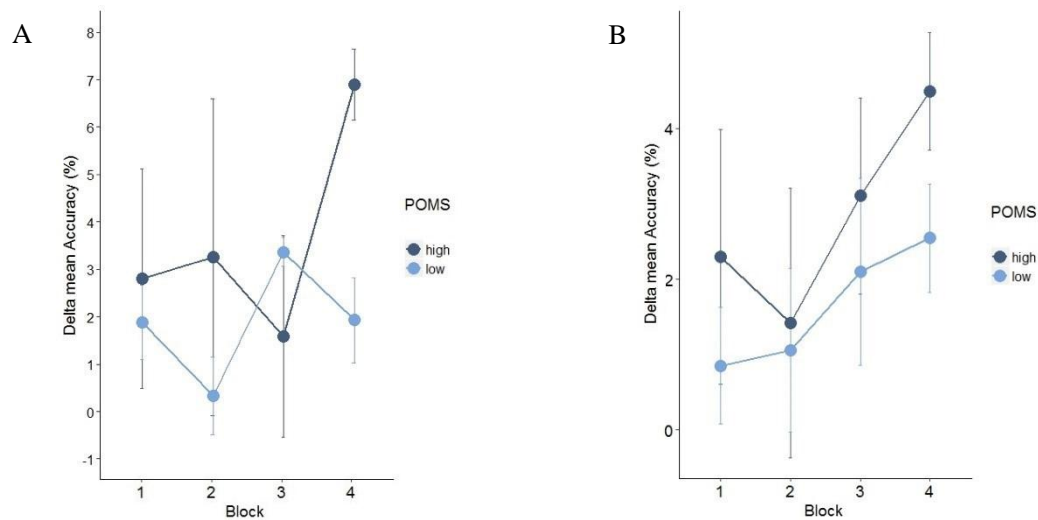 A
Delta mean Accuracy (%)
8
7
6
5
4
3
2
1
0
-1
1 2 3 4
Block
POMS
high
low
B
Delta mean Accuracy (%)
4
2
0
1 2 3 4
Block
POMS
high
low